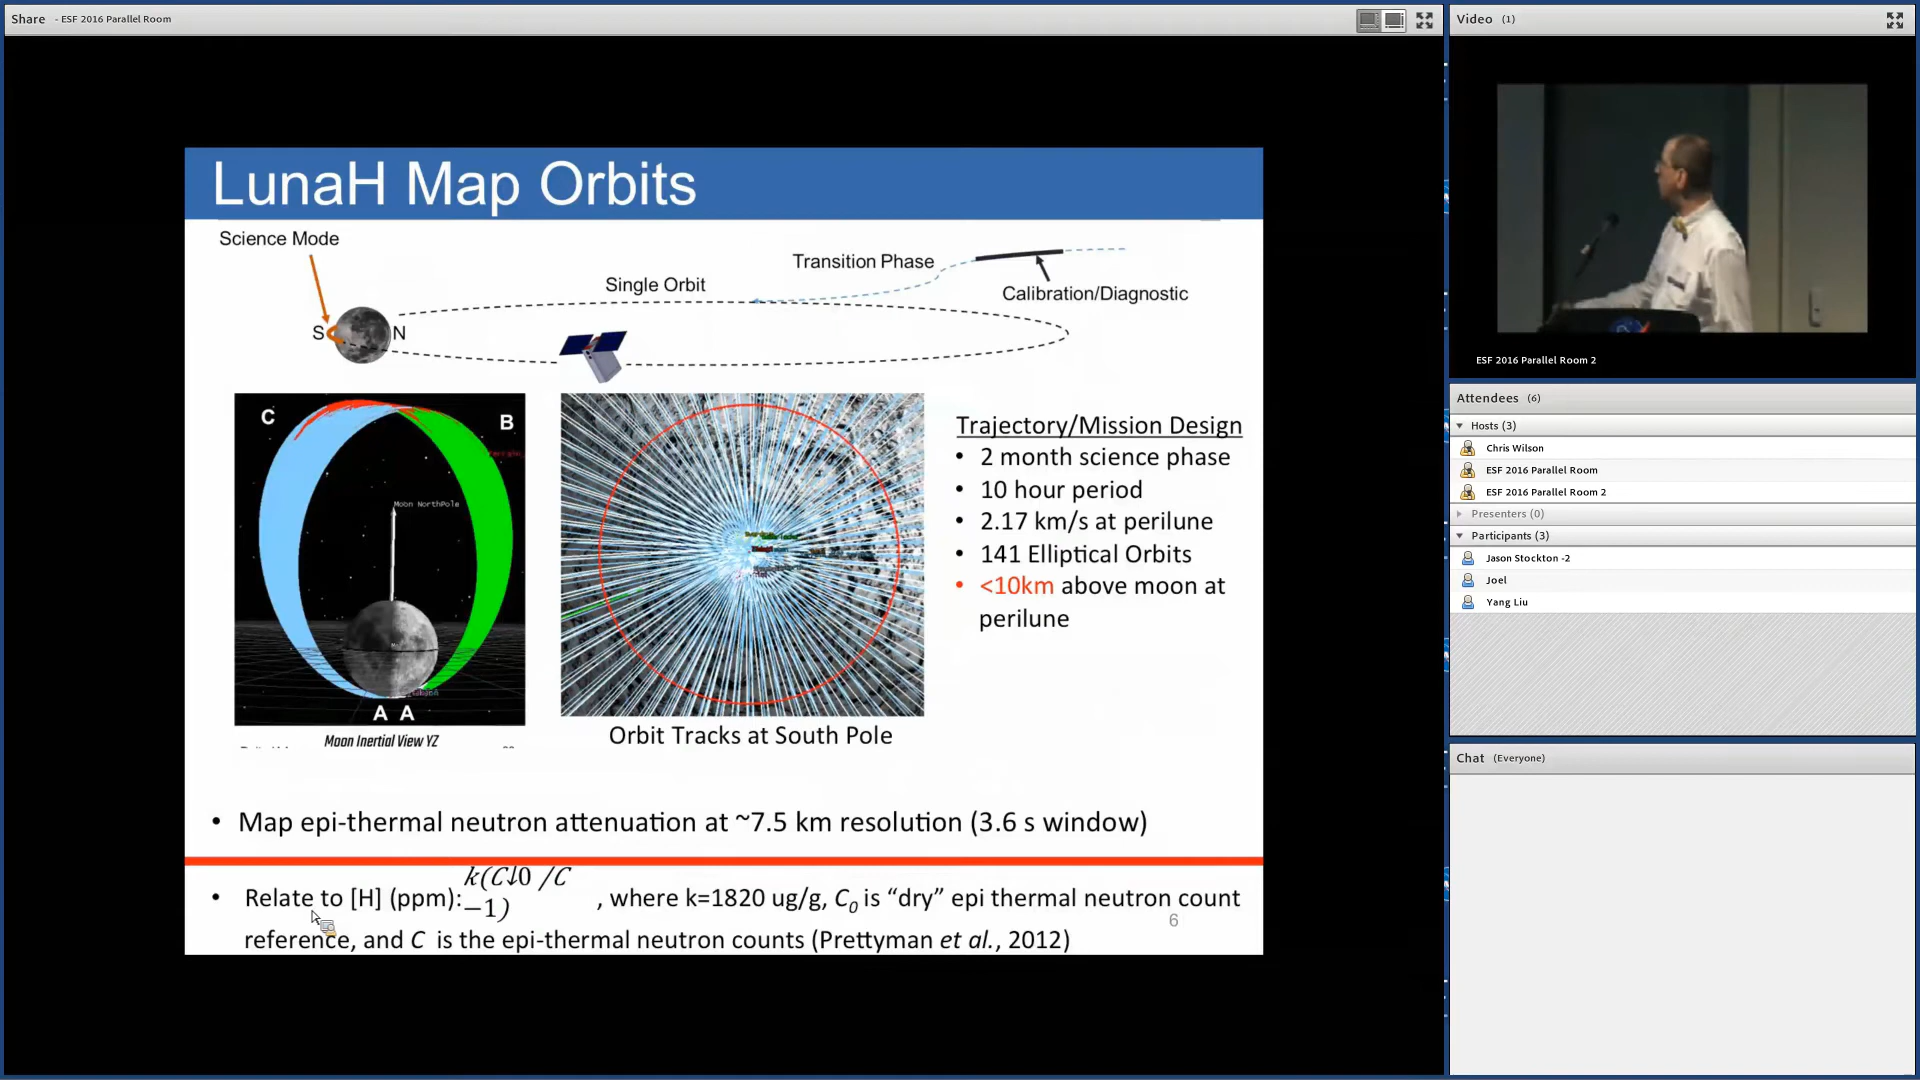 Share - ESF 2016 Parallel Room
LunaH Map Orbits
Science Mode
Single Orbit
Transition Phase
Calibration/Diagnostic
S
N
C
B
Moon NorthPole
A A
Moon Inertial View YZ
Orbit Tracks at South Pole
Trajectory/Mission Design
• 2 month science phase
• 10 hour period
• 2.17 km/s at perilune
• 141 Elliptical Orbits
• <10km above moon at
perilune
• Map epi-thermal neutron attenuation at ~7.5 km resolution (3.6 s window)
• Relate to [H] (ppm): k(C↓0 /C −1) , where k=1820 ug/g, C0 is “dry” epi thermal neutron count
6
reference, and C is the epi-thermal neutron counts (Prettyman et al., 2012)
Video (1)
ESF 2016 Parallel Room 2
Attendees (6)
Hosts (3)
Chris Wilson
ESF 2016 Parallel Room
ESF 2016 Parallel Room 2
Presenters (0)
Participants (3)
Jason Stockton -2
Joel
Yang Liu
Chat (Everyone)